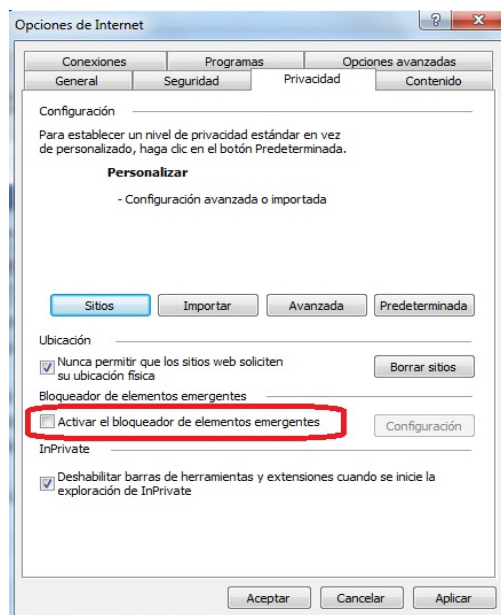 Opciones de Internet
Conexiones Programas Opciones avanzadas
General Seguridad Privacidad Contenido
Configuración
Para establecer un nivel de privacidad estándar en vez
de personalizado, haga clic en el botón Predeterminada.
Personalizar
- Configuración avanzada o importada
Sitios Importar Avanzada Predeterminada
Ubicación
Nunca permitir que los sitios web soliciten
su ubicación física
Borrar sitios
Bloqueador de elementos emergentes
Activar el bloqueador de elementos emergentes
Configuración
InPrivate
Deshabilitar barras de herramientas y extensiones cuando se inicie la
exploración de InPrivate
Aceptar Cancelar Aplicar